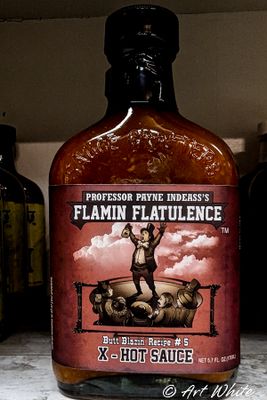 PROFESSOR PAYNE INDEASS'S
FLAMIN FLATULENCE
TM
Butt Blazin Recipe # 5
X - HOT SAUCE
NET 5.7 FL. OZ
© Art White